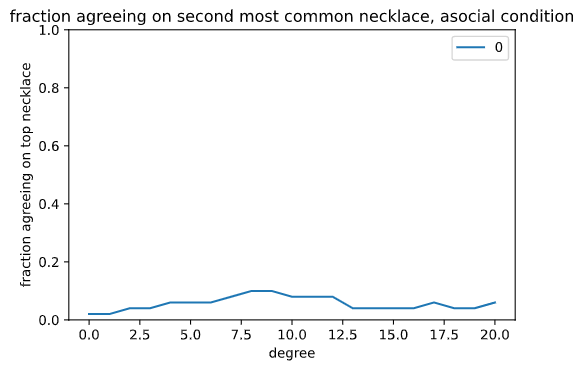 fraction agreeing on second most common necklace, asocial condition
1.0
0
0.8
0.6
0.4
0.2
0.0
fraction agreeing on top necklace
0.0 2.5 5.0 7.5 10.0 12.5 15.0 17.5 20.0
degree